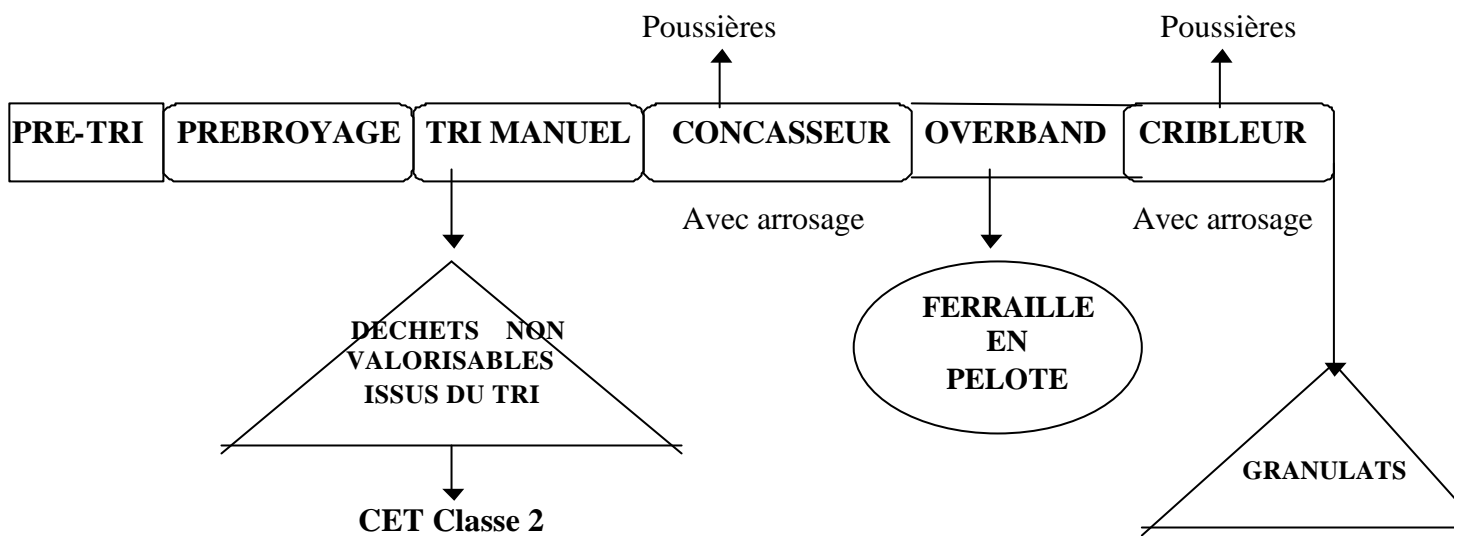 Poussières
Poussières
PRE-TRI PREBROYAGE TRI MANUEL CONCASSEUR OVERBAND CRIBLEUR
Avec arrosage
Avec arrosage
DECHETS NON
VALORISABLES
ISSUS DU TRI
FERRAILLE
EN
PELOTE
GRANULATS
CET Classe 2